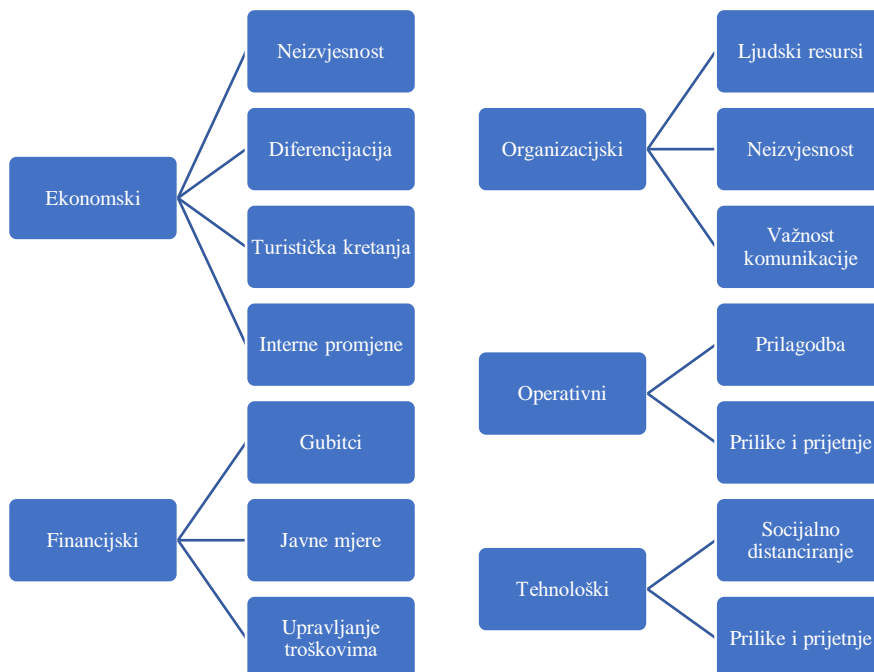 Ekonomski
Neizvjesnost
Diferencijacija
Turistička kretanja
Interne promjene
Financijski
Gubitci
Javne mjere
Upravljanje
troškovima
Organizacijski
Ljudski resursi
Neizvjesnost
Važnost
komunikacije
Operativni
Prilagodba
Prilike i prijetnje
Tehnološki
Socijalno
distanciranje
Prilike i prijetnje